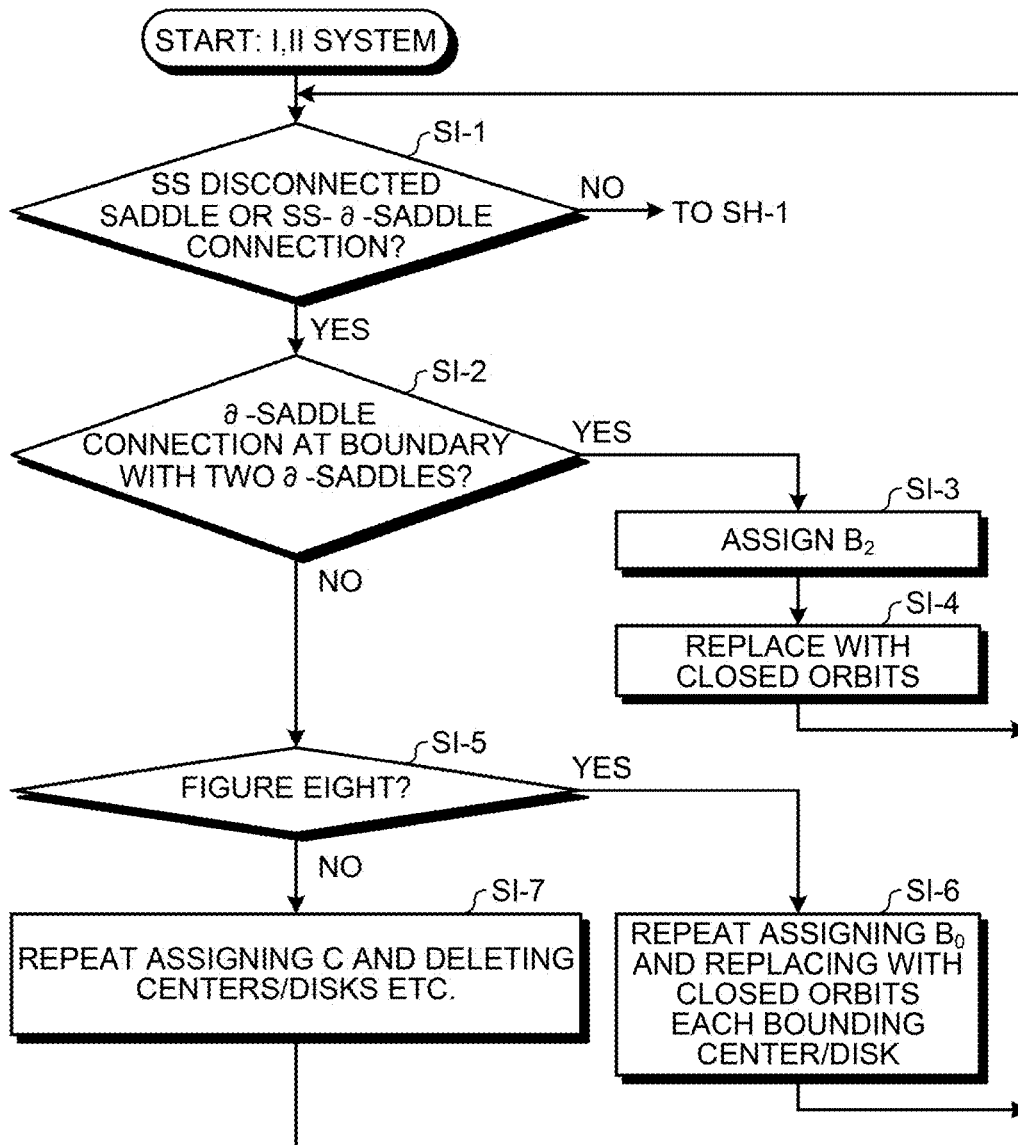 START: I,II SYSTEM
SI-1
SS DISCONNECTED
SADDLE OR SS- ∂ -SADDLE
CONNECTION?
NO
TO SH-1
YES
SI-2
∂ -SADDLE
CONNECTION AT BOUNDARY
WITH TWO ∂ -SADDLES?
YES
SI-3
ASSIGN B₂
NO
SI-4
REPLACE WITH
CLOSED ORBITS
SI-5
FIGURE EIGHT?
YES
NO
SI-7
REPEAT ASSIGNING C AND DELETING
CENTERS/DISKS ETC.
SI-6
REPEAT ASSIGNING B₀
AND REPLACING WITH
CLOSED ORBITS
EACH BOUNDING
CENTER/DISK